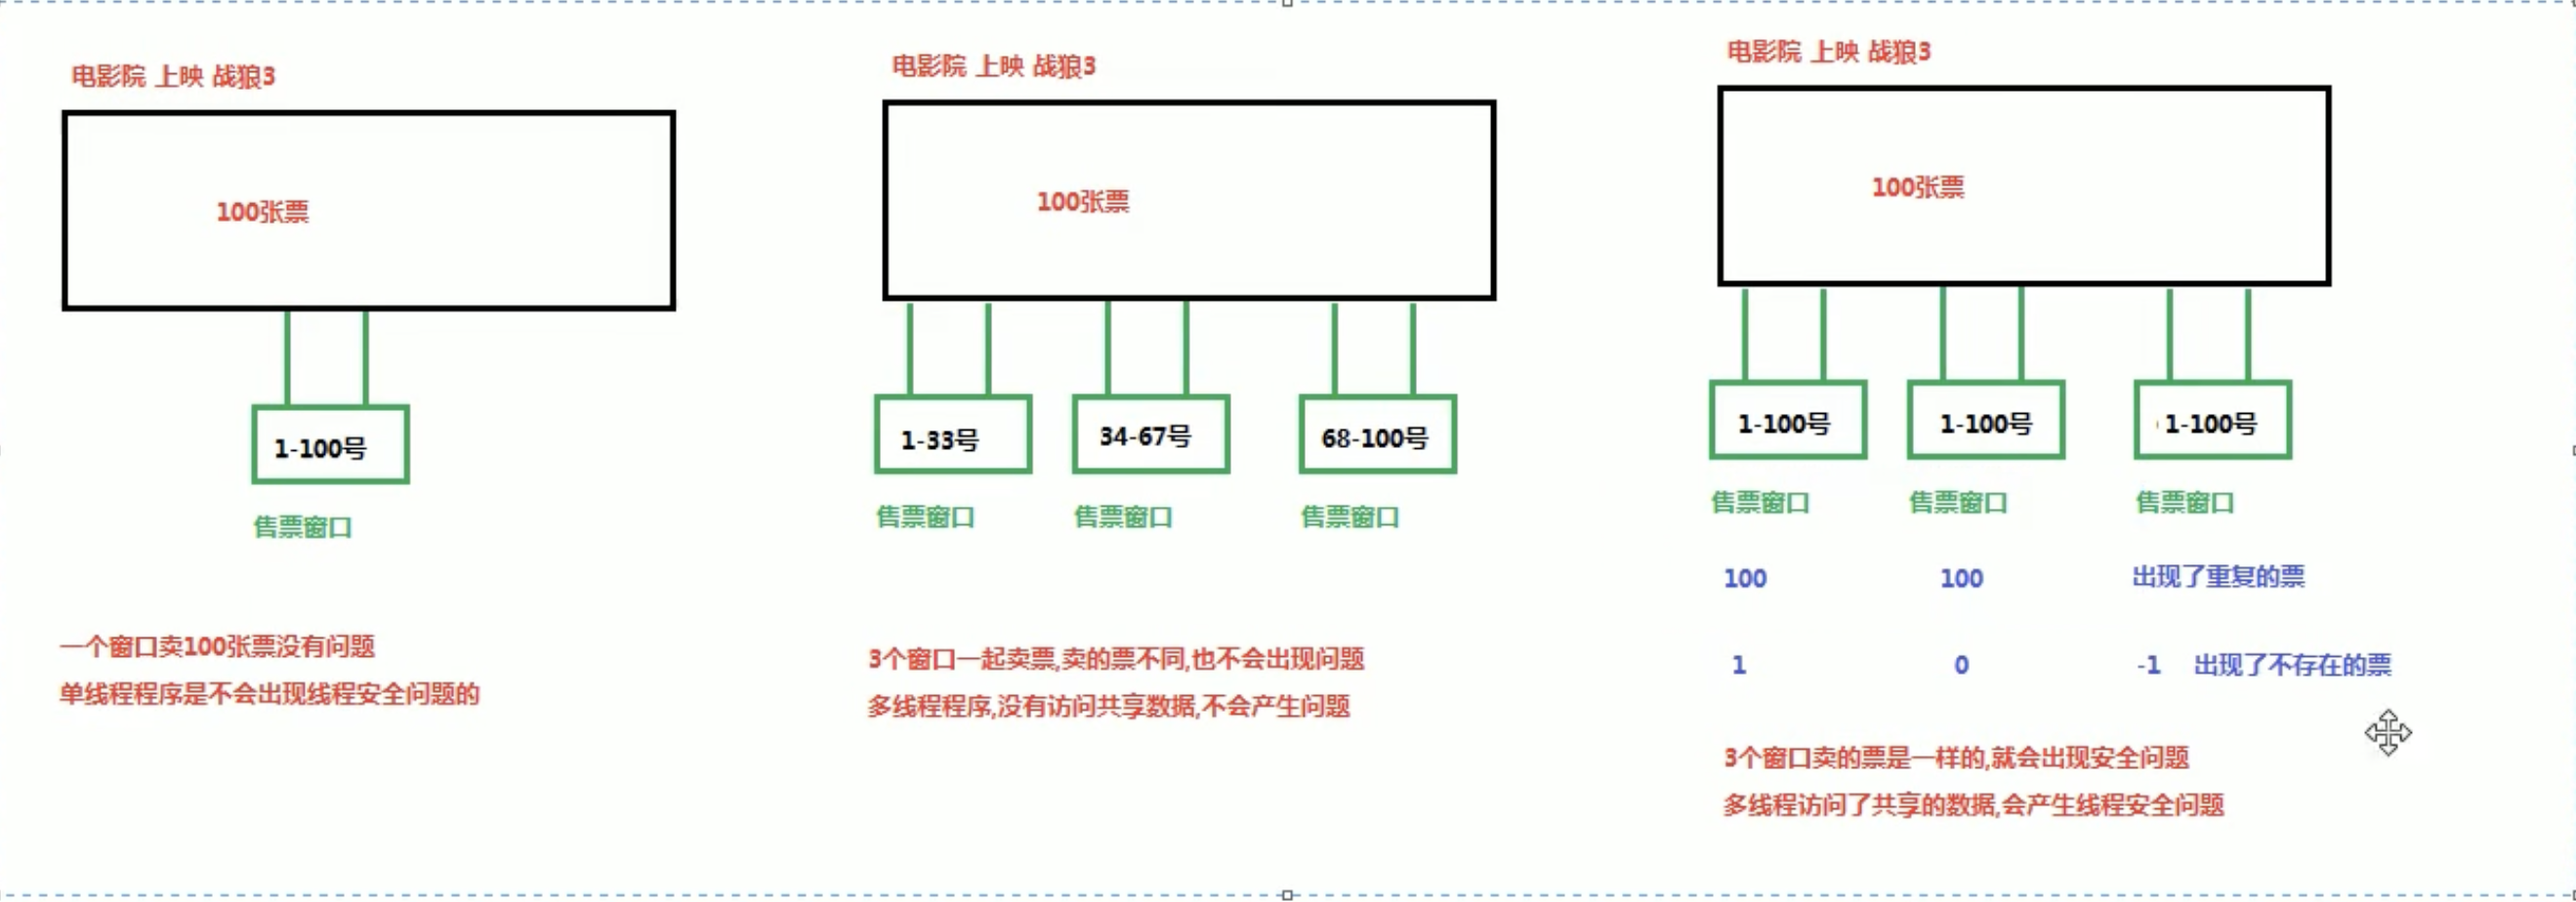 电影院 上映 战狼3
100张票
1-100号
售票窗口
一个窗口卖100张票没有问题
单线程程序是不会出现线程安全问题的
电影院 上映 战狼3
100张票
1-33号
34-67号
68-100号
售票窗口
售票窗口
售票窗口
3个窗口一起卖票,卖的票不同,也不会出现问题
多线程程序,没有访问共享数据,不会产生问题
电影院 上映 战狼3
100张票
1-100号
1-100号
1-100号
售票窗口
售票窗口
售票窗口
100 100 出现了重复的票
1 0 -1 出现了不存在的票
3个窗口卖的票是一样的,就会出现安全问题
多线程访问了共享的数据,会产生线程安全问题